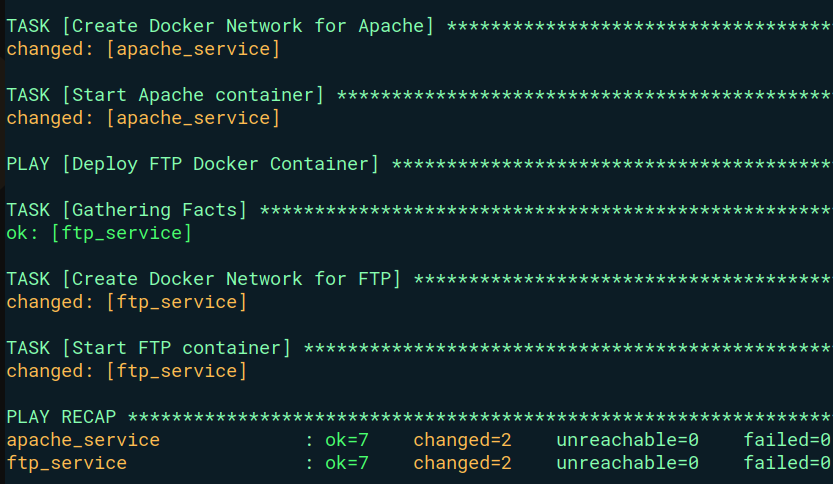 TASK [Create Docker Network for Apache] ***********************************
changed: [apache_service]
TASK [Start Apache container] *********************************************
changed: [apache_service]
PLAY [Deploy FTP Docker Container] ****************************************
TASK [Gathering Facts] ****************************************************
ok: [ftp_service]
TASK [Create Docker Network for FTP] **************************************
changed: [ftp_service]
TASK [Start FTP container] ************************************************
changed: [ftp_service]
PLAY RECAP ****************************************************************
apache_service             : ok=7    changed=2    unreachable=0    failed=0
ftp_service                : ok=7    changed=2    unreachable=0    failed=0